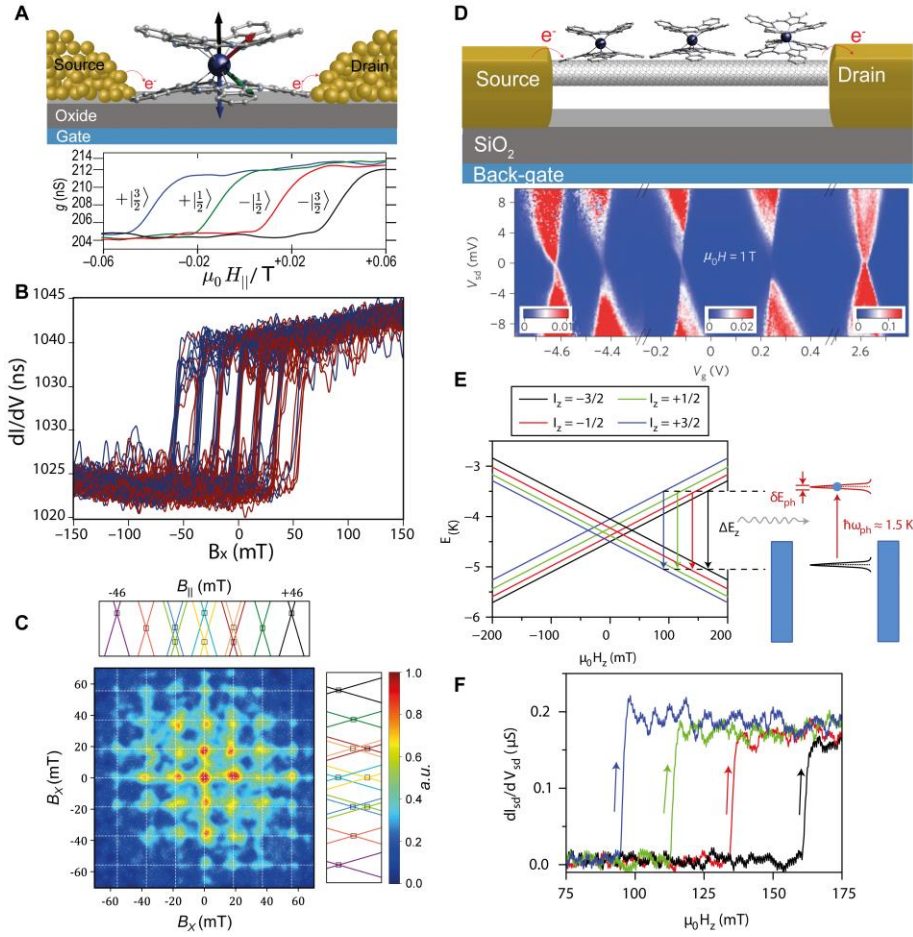 A
Source
Drain
e-
e-
Oxide
Gate
214
212
210
208
206
204
g (nS)
+|3/2⟩
+|1/2⟩
-|1/2⟩
-|3/2⟩
-0.06
-0.02
+0.02
+0.06
μ₀ H||/ T
B
1045
1040
1030
1025
1020
dI/dV (ns)
-150
-100
-50
0
50
100
150
Bx (mT)
C
B|| (mT)
-46
+46
60
40
20
0
-20
-40
-60
BX (mT)
-60
-40
-20
0
20
40
60
BX (mT)
1.0
0.8
0.6
0.4
0.2
0.0
a.u.
D
e-
e-
Source
Drain
SiO2
Back-gate
8
4
0
-4
-8
Vsd (mV)
μ₀H = 1 T
0
0.01
0
0.02
0
0.1
-4.6
-4.4
-0.2
0
0.2
0.4
2.6
Vg (V)
E
Iz = -3/2
Iz = +1/2
Iz = -1/2
Iz = +3/2
-3
-4
-5
-6
E(K)
-200
-100
0
100
200
μ₀Hz (mT)
ΔEz
δEph
ħωph ≈ 1.5 K
F
0.2
0.1
0.0
dIsd/dVsd (μS)
75
100
125
150
175
μ₀Hz (mT)